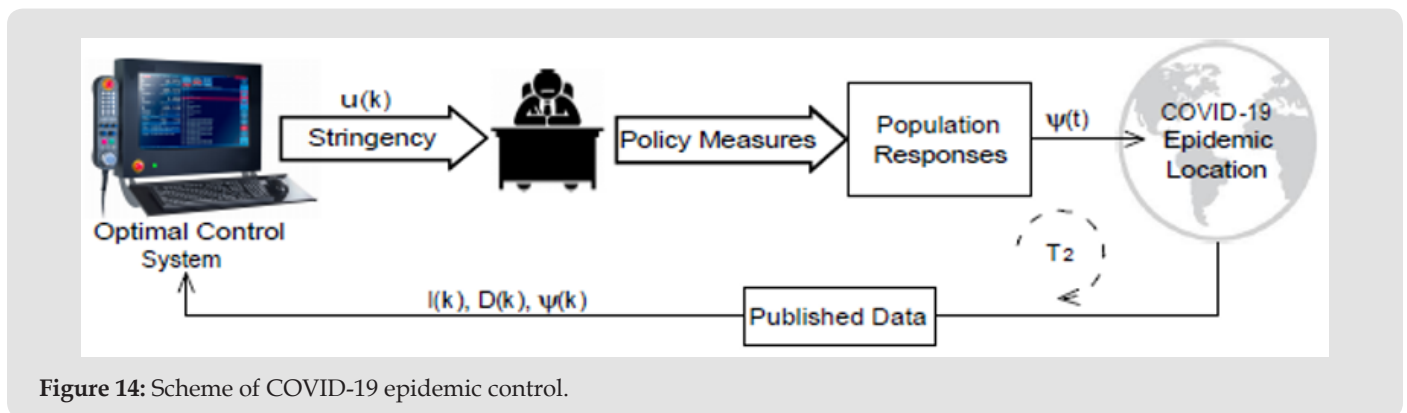 u(k)
Stringency
Policy Measures
Population
Responses
ψ(t)
COVID-19
Epidemic
Location
Optimal Control
System
T2
I(k), D(k), ψ(k)
Published Data
Figure 14: Scheme of COVID-19 epidemic control.